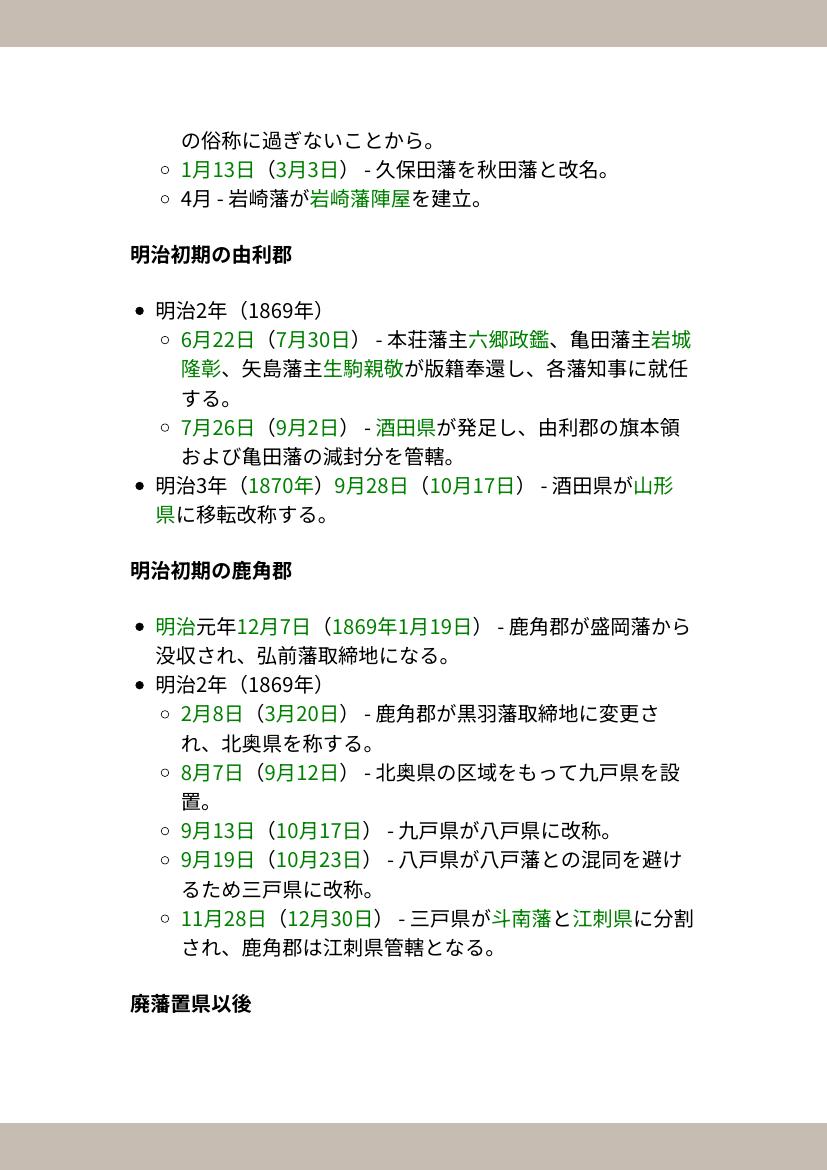 の俗称に過ぎないことから。
1月13日（3月3日） - 久保田藩を秋田藩と改名。
4月 - 岩崎藩が岩崎藩陣屋を建立。
明治初期の由利郡
明治2年（1869年）
6月22日（7月30日） - 本荘藩主六郷政鑑、亀田藩主岩城
隆彰、矢島藩主生駒親敬が版籍奉還し、各藩知事に就任
する。
7月26日（9月2日） - 酒田県が発足し、由利郡の旗本領
および亀田藩の減封分を管轄。
明治3年（1870年）9月28日（10月17日） - 酒田県が山形
県に移転改称する。
明治初期の鹿角郡
明治元年12月7日（1869年1月19日） - 鹿角郡が盛岡藩から
没収され、弘前藩取締地になる。
明治2年（1869年）
2月8日（3月20日） - 鹿角郡が黒羽藩取締地に変更さ
れ、北奥県を称する。
8月7日（9月12日） - 北奥県の区域をもって九戸県を設
置。
9月13日（10月17日） - 九戸県が八戸県に改称。
9月19日（10月23日） - 八戸県が八戸藩との混同を避け
るため三戸県に改称。
11月28日（12月30日） - 三戸県が斗南藩と江刺県に分割
され、鹿角郡は江刺県管轄となる。
廃藩置県以後